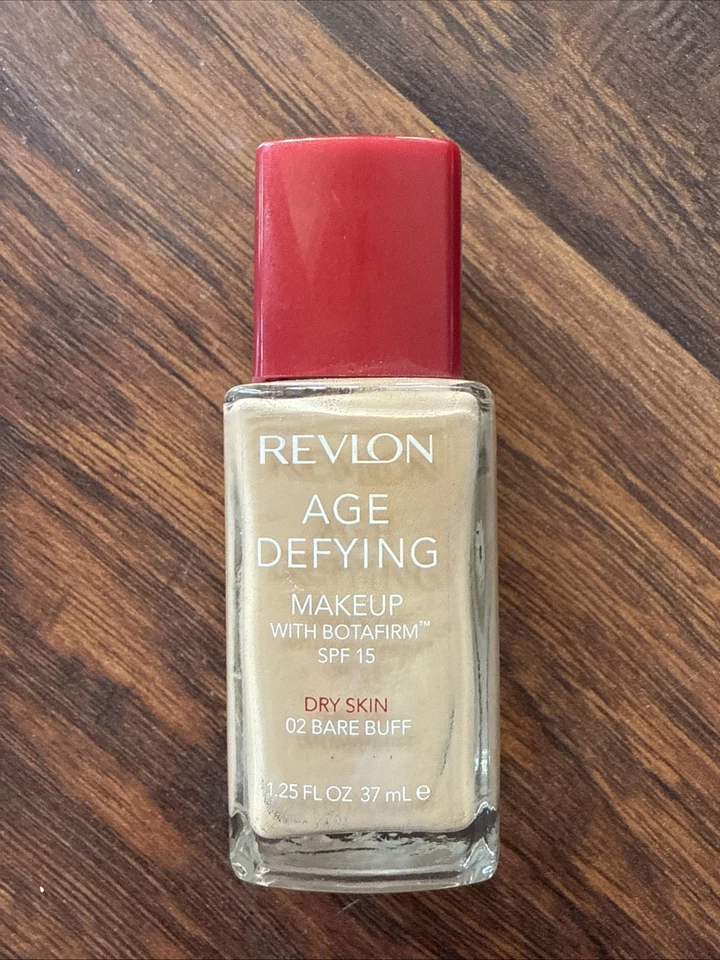 REVLON
AGE
DEFYING
MAKEUP
WITH BOTAFIRM™
SPF 15
DRY SKIN
02 BARE BUFF
1.25 FL OZ 37 mL ℮